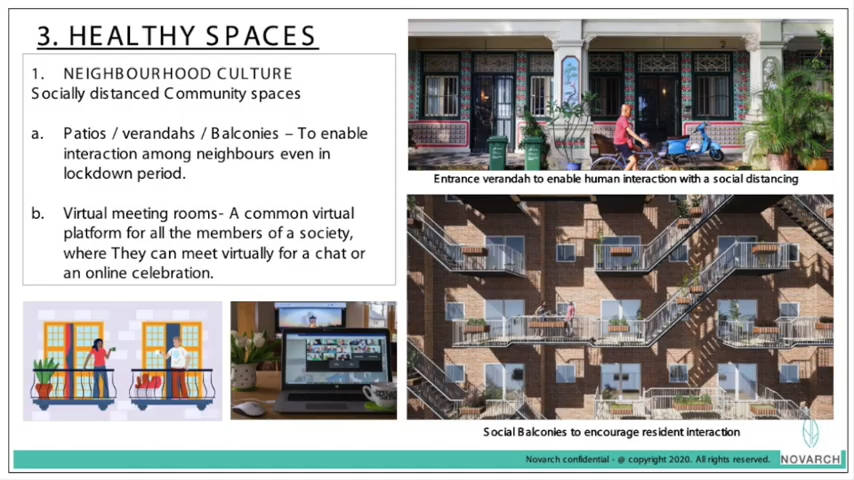 3. HEALTHY SPACES
1. NEIGHBOURHOOD CULTURE
Socially distanced Community spaces
a. Patios / verandahs / Balconies – To enable
interaction among neighbours even in
lockdown period.
b. Virtual meeting rooms- A common virtual
platform for all the members of a society,
where They can meet virtually for a chat or
an online celebration.
Entrance verandah to enable human interaction with a social distancing
Social Balconies to encourage resident interaction
Novarch confidential - @ copyright 2020. All rights reserved.
NOVARCH